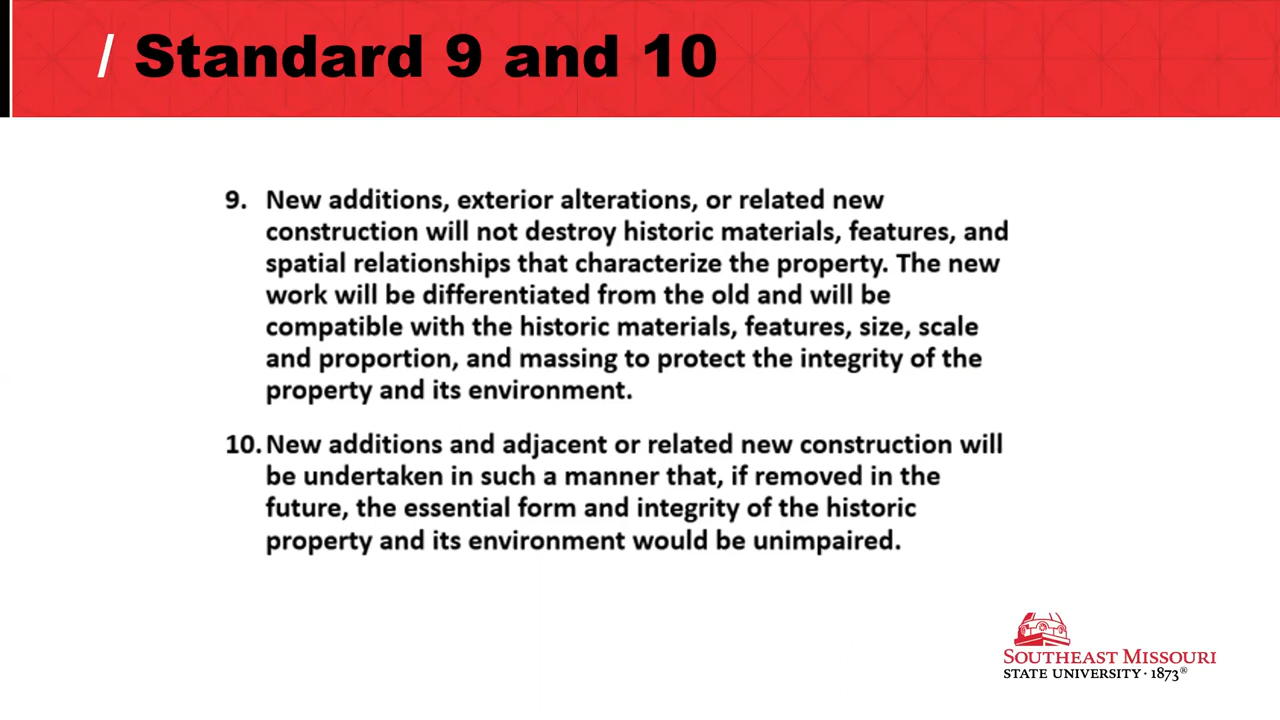 / Standard 9 and 10
9. New additions, exterior alterations, or related new
construction will not destroy historic materials, features, and
spatial relationships that characterize the property. The new
work will be differentiated from the old and will be
compatible with the historic materials, features, size, scale
and proportion, and massing to protect the integrity of the
property and its environment.
10. New additions and adjacent or related new construction will
be undertaken in such a manner that, if removed in the
future, the essential form and integrity of the historic
property and its environment would be unimpaired.
SOUTHEAST MISSOURI
STATE UNIVERSITY · 1873®